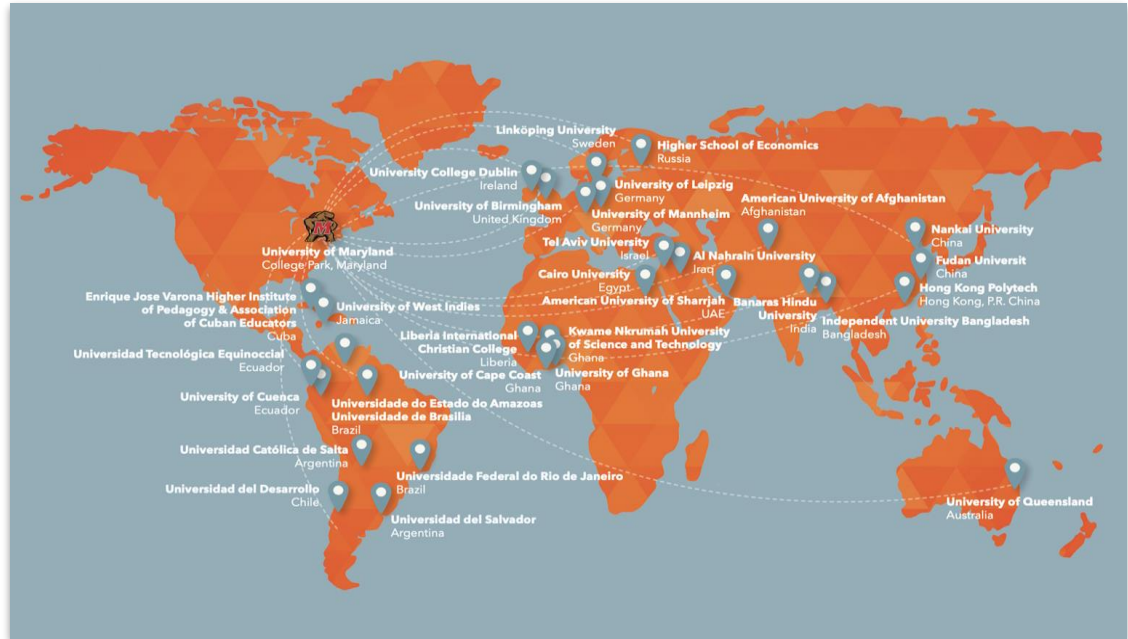 Linköping University
Sweden
Higher School of Economics
Russia
University College Dublin
Ireland
University of Leipzig
Germany
American University of Afghanistan
Afghanistan
University of Birmingham
United Kingdom
University of Mannheim
Germany
Nankai University
China
M
University of Maryland
College Park, Maryland
Tel Aviv University
Israel
Al Nahrain University
Iraq
Fudan Universit
China
Cairo University
Egypt
Hong Kong Polytech
Hong Kong, P.R. China
Enrique Jose Varona Higher Institute
of Pedagogy & Association
of Cuban Educators
Cuba
University of West Indies
Jamaica
American University of Sharrjah
UAE
Banaras Hindu
University
India
Independent University Bangladesh
Bangladesh
Liberia International
Christian College
Liberia
Kwame Nkrumah University
of Science and Technology
Ghana
Universidad Tecnológica Equinoccial
Ecuador
University of Cape Coast
Ghana
University of Ghana
Ghana
University of Cuenca
Ecuador
Universidade do Estado do Amazoas
Universidade de Brasilia
Brazil
Universidad Católica de Salta
Argentina
Universidade Federal do Rio de Janeiro
Brazil
Universidad del Desarrollo
Chile
Universidad del Salvador
Argentina
University of Queensland
Australia